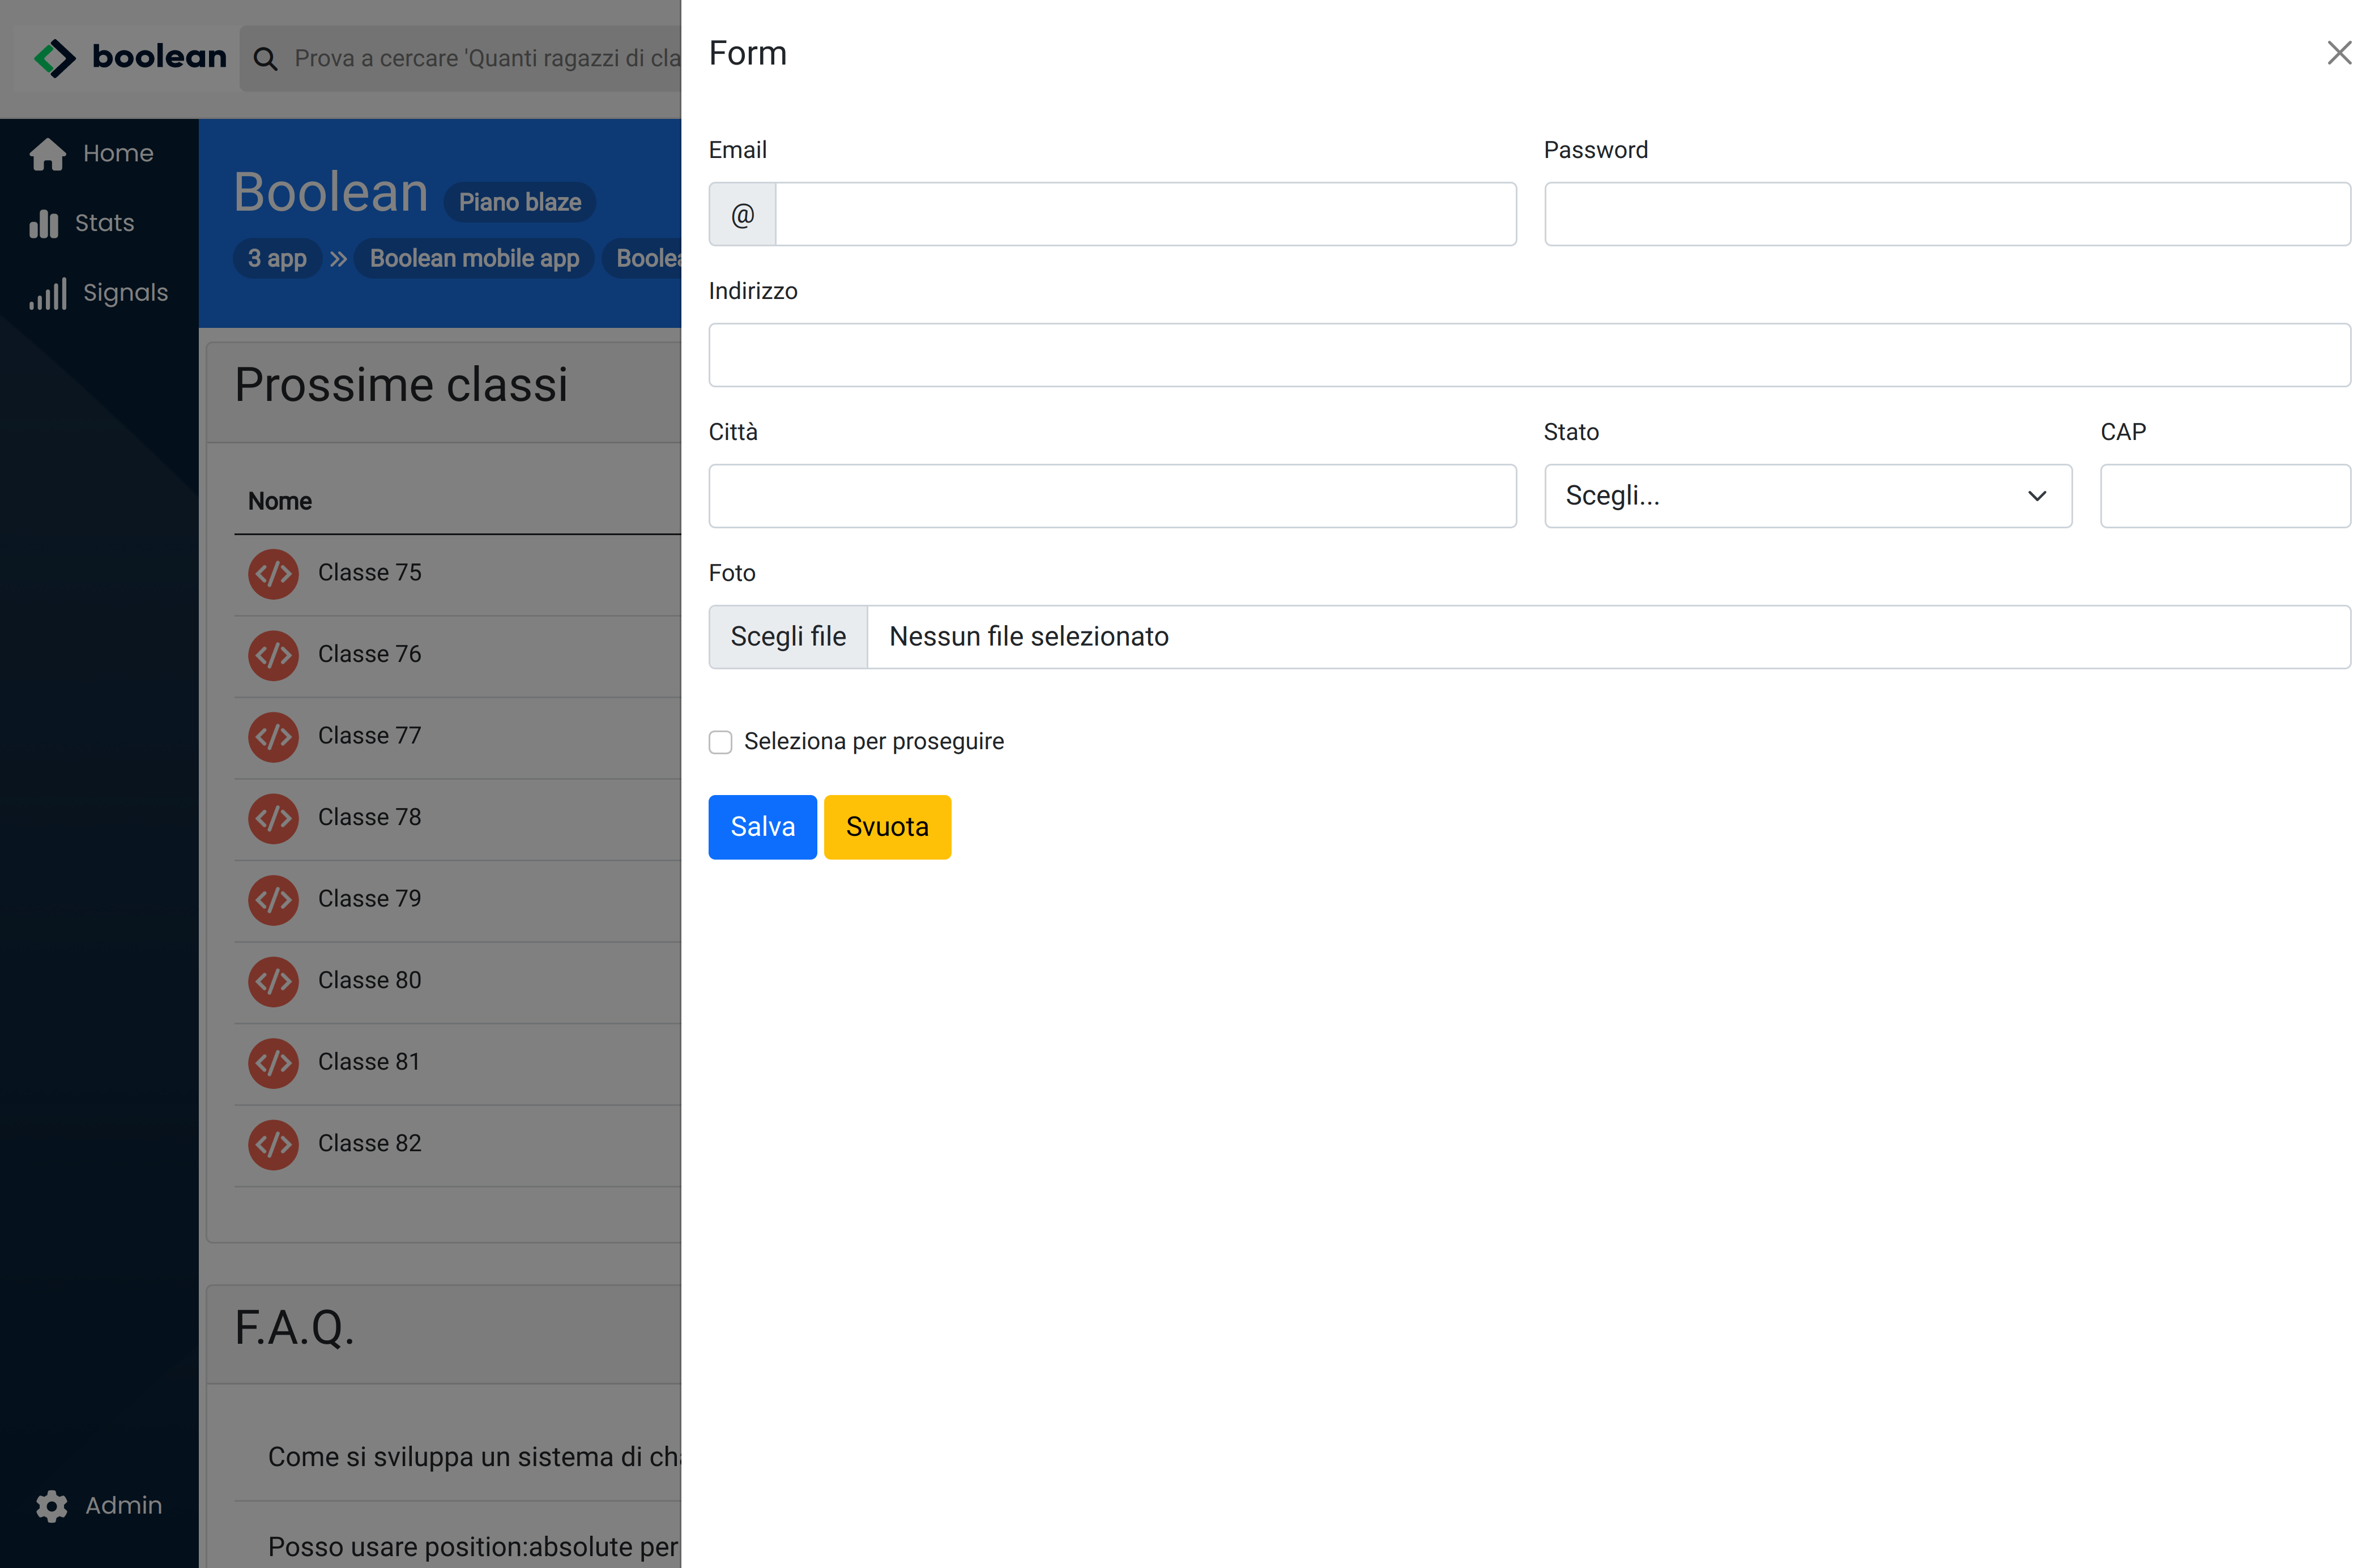 boolean
Prova a cercare 'Quanti ragazzi di cla
Home
Stats
Signals
Admin
Boolean Piano blaze
3 app » Boolean mobile app Boolea
Prossime classi
Nome
</> Classe 75
</> Classe 76
</> Classe 77
</> Classe 78
</> Classe 79
</> Classe 80
</> Classe 81
</> Classe 82
F.A.Q.
Come si sviluppa un sistema di cha
Posso usare position:absolute per
Form
Email Password
@
Indirizzo
Città Stato CAP
Scegli...
Foto
Scegli file Nessun file selezionato
Seleziona per proseguire
Salva Svuota